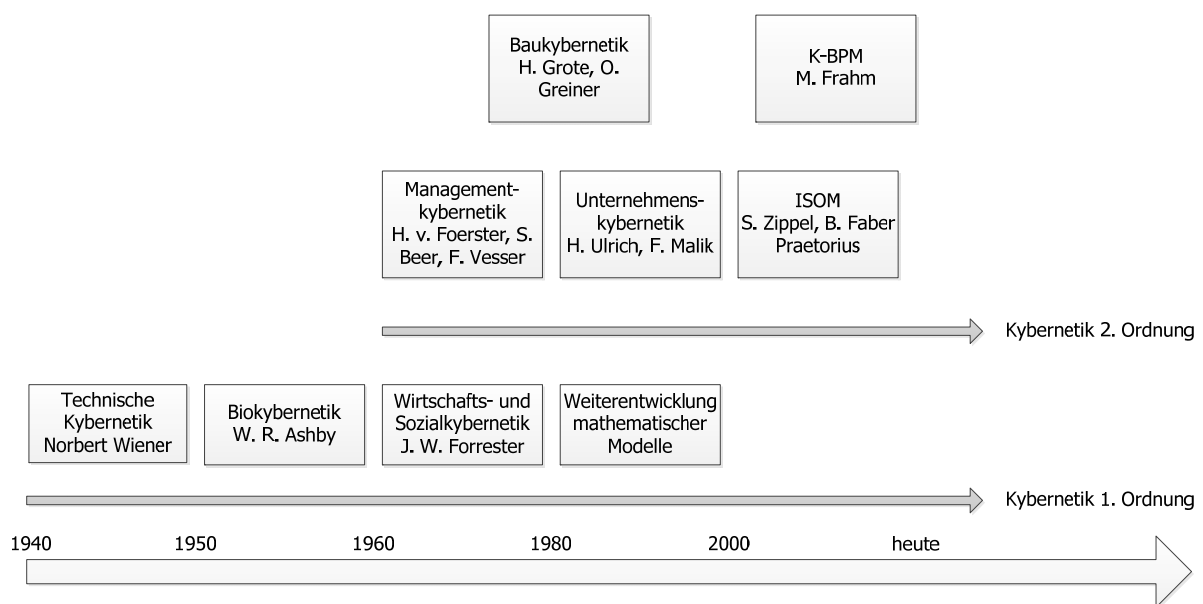 Baukybernetik
H. Grote, O.
Greiner
K-BPM
M. Frahm
Management-
kybernetik
H. v. Foerster, S.
Beer, F. Vesser
Unternehmens-
kybernetik
H. Ulrich, F. Malik
ISOM
S. Zippel, B. Faber
Praetorius
Kybernetik 2. Ordnung
Technische
Kybernetik
Norbert Wiener
Biokybernetik
W. R. Ashby
Wirtschafts- und
Sozialkybernetik
J. W. Forrester
Weiterentwicklung
mathematischer
Modelle
Kybernetik 1. Ordnung
1940 1950 1960 1980 2000 heute